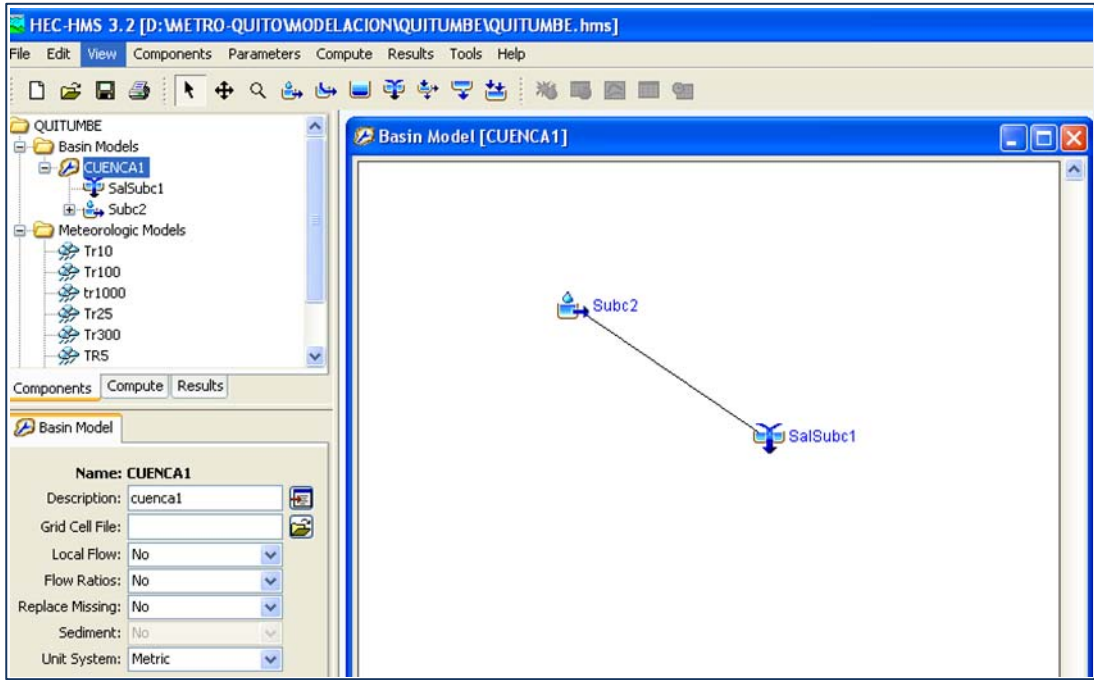 HEC-HMS 3.2 [D:\METRO-QUITO\MODELACION\QUITUMBE\QUITUMBE.hms]
File Edit View Components Parameters Compute Results Tools Help
QUITUMBE
Basin Models
CUENCA1
SalSubc1
Subc2
Meteorologic Models
Tr10
Tr100
tr1000
Tr25
Tr300
TR5
Components Compute Results
Basin Model
Name: CUENCA1
Description: cuenca1
Grid Cell File:
Local Flow: No
Flow Ratios: No
Replace Missing: No
Sediment: No
Unit System: Metric
Basin Model [CUENCA1]
Subc2
SalSubc1